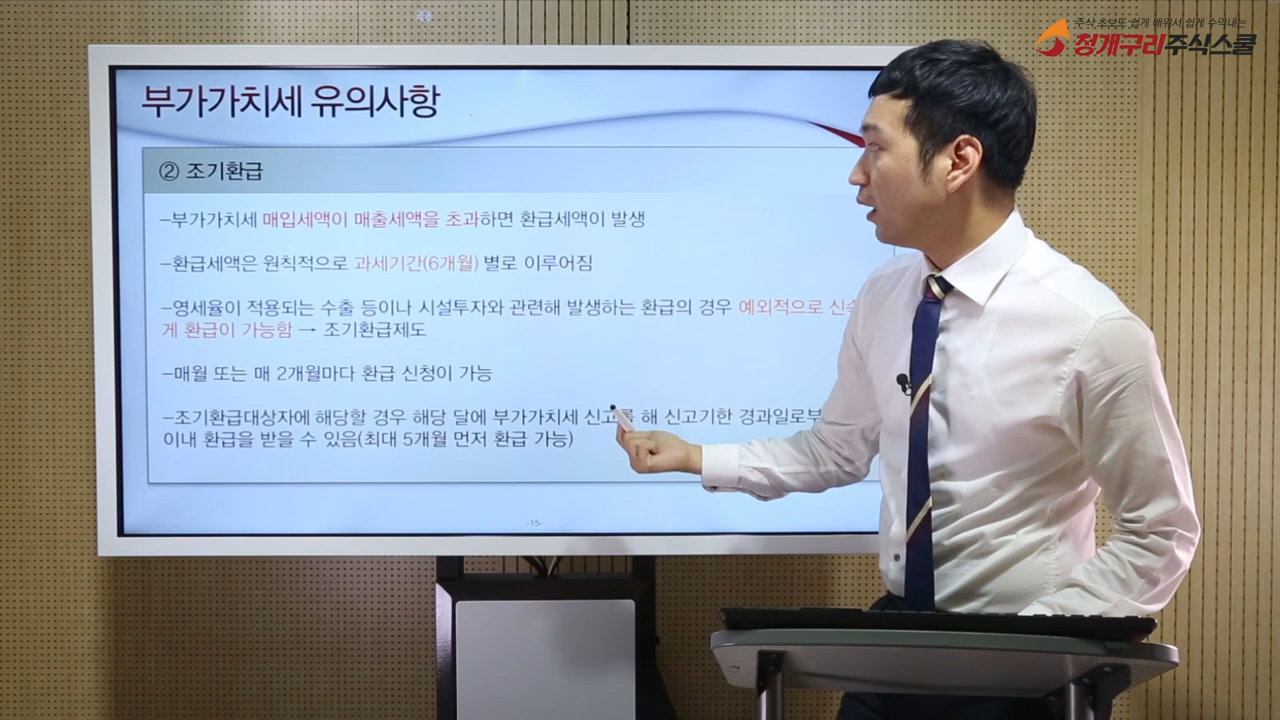 주식 초보도 쉽게 배워서 쉽게 수익내는
청개구리주식스쿨
부가가치세 유의사항
② 조기환급
-부가가치세 매입세액이 매출세액을 초과하면 환급세액이 발생
-환급세액은 원칙적으로 과세기간(6개월) 별로 이루어짐
-영세율이 적용되는 수출 등이나 시설투자와 관련해 발생하는 환급의 경우 예외적으로
게 환급이 가능함 → 조기환급제도
-매월 또는 매 2개월마다 환급 신청이 가능
-조기환급대상자에 해당할 경우 해당 달에 부가가치세 해 신고기한
이내 환급을 받을 수 있음(최대 5개월 먼저 환급 가능)
-15-